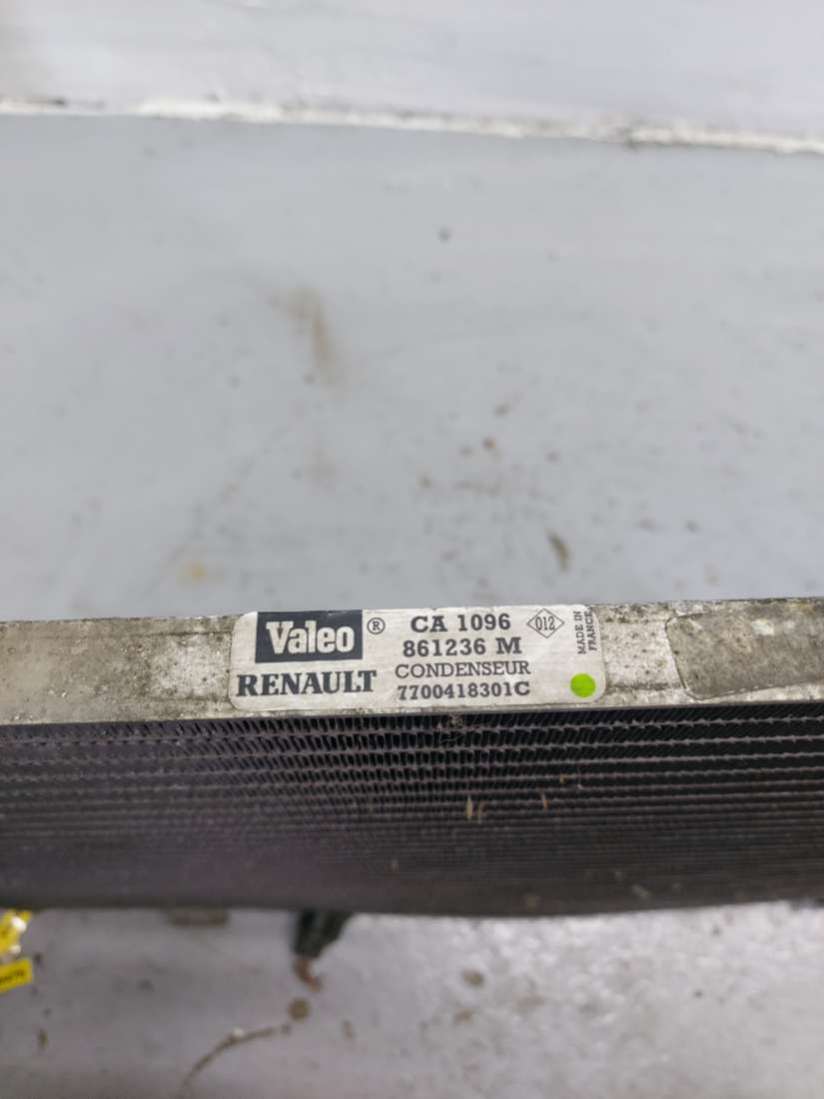 Valeo ®
RENAULT
CA 1096
861236 M
CONDENSEUR
7700418301C
012
MADE IN
FRANCE